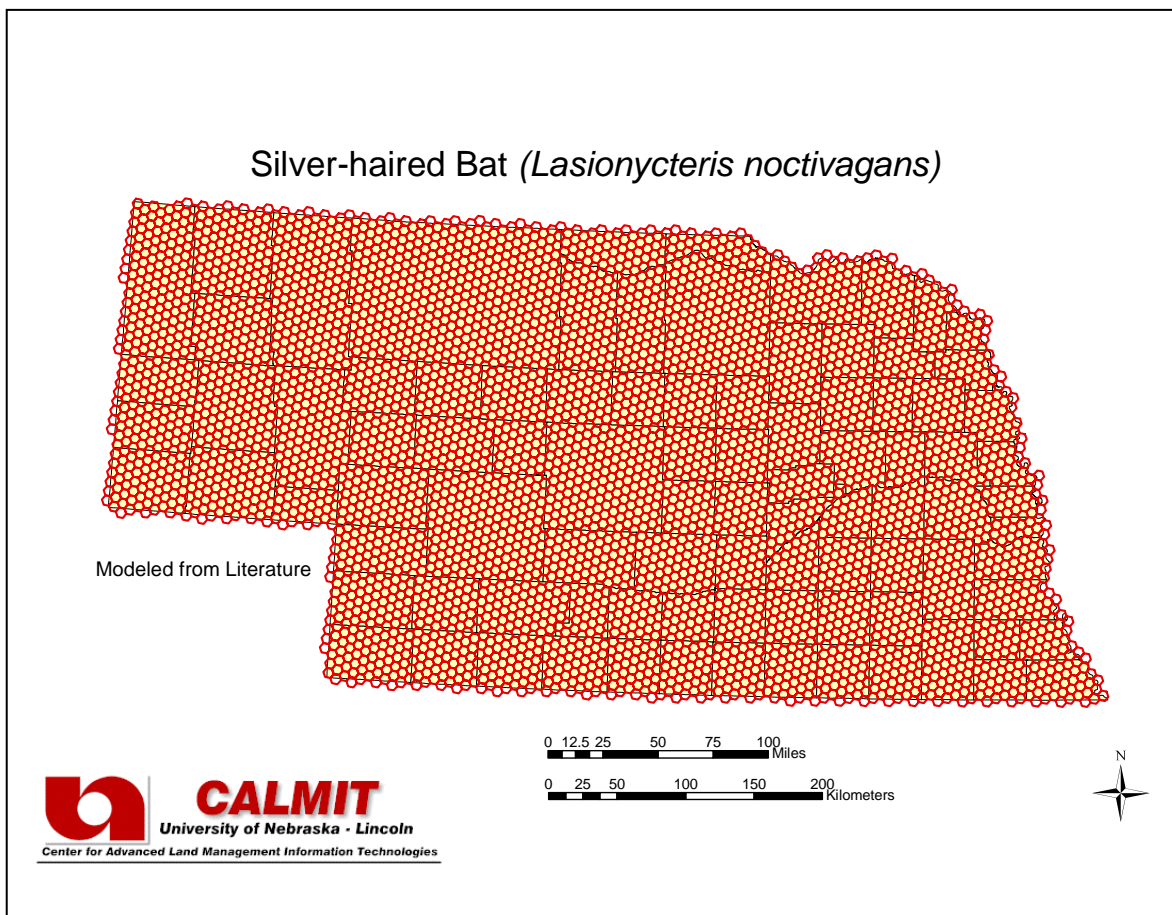 Silver-haired Bat (Lasionycteris noctivagans)
Modeled from Literature
0 12.5 25 50 75 100
Miles
0 25 50 100 150 200
Kilometers
N
CALMIT
University of Nebraska - Lincoln
Center for Advanced Land Management Information Technologies